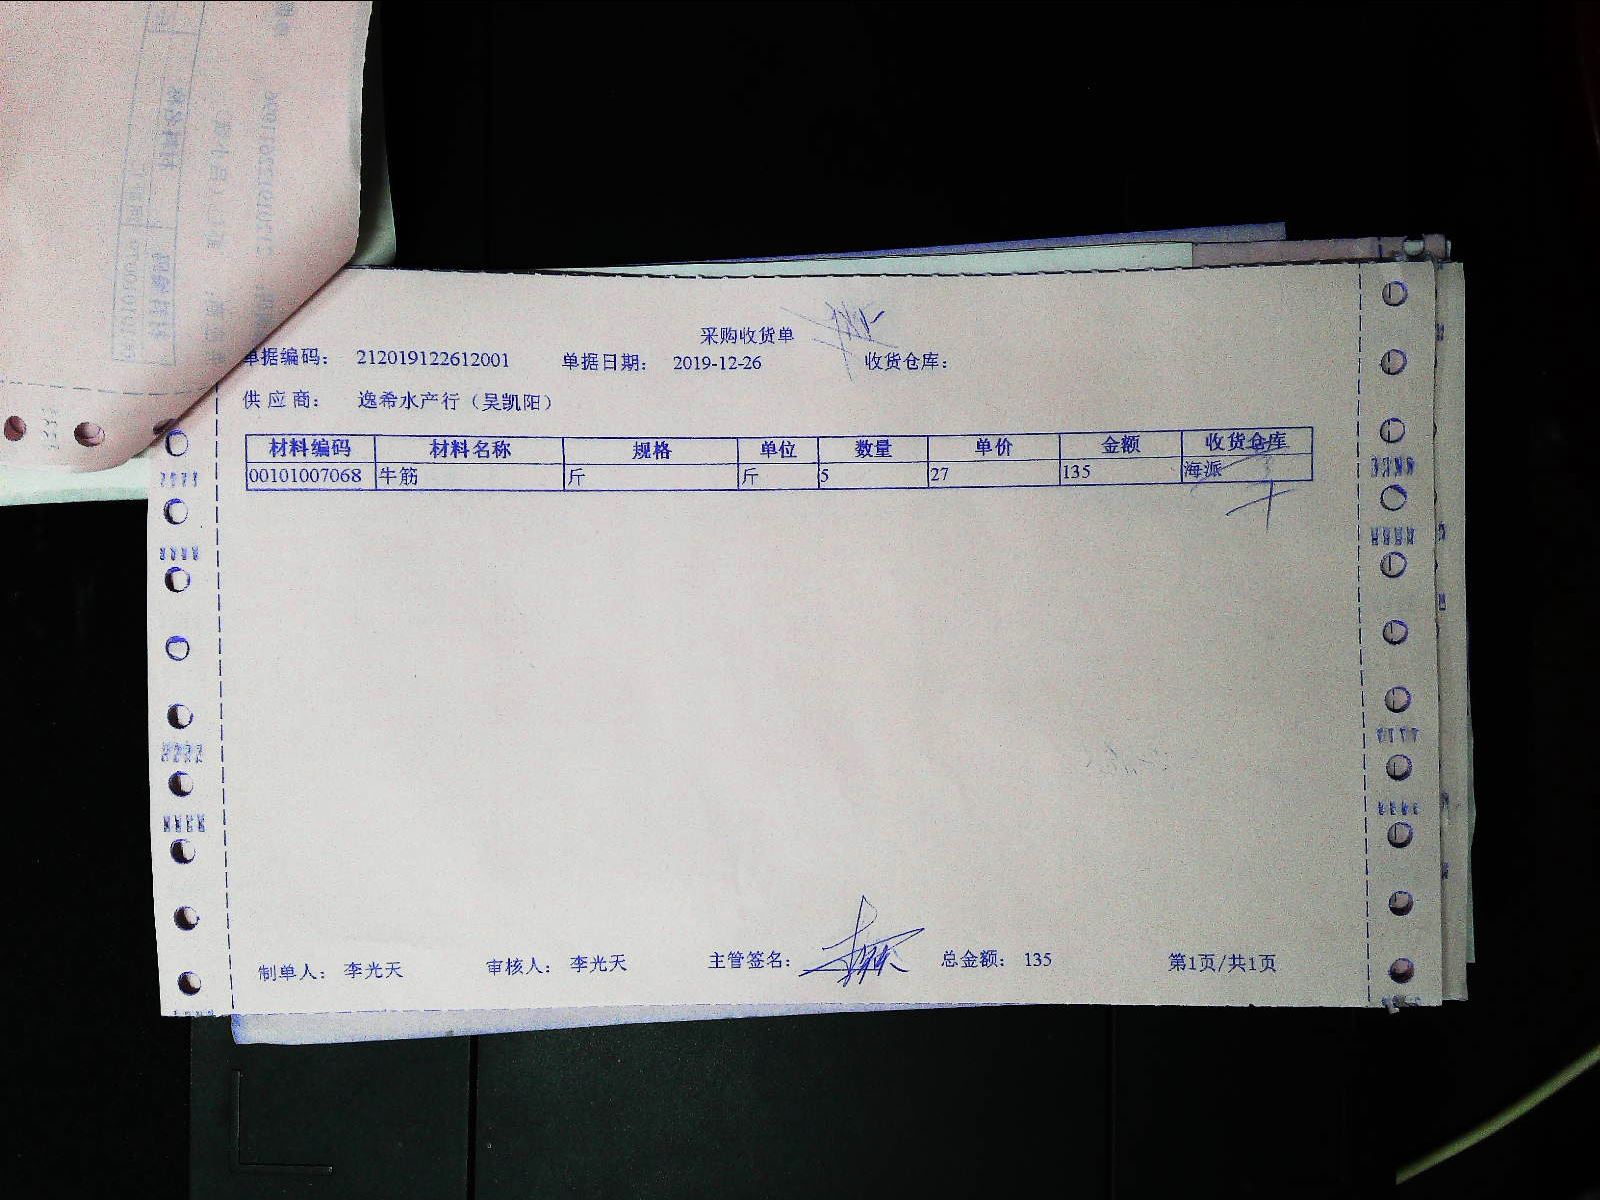 采购收货单
单据编码： 212019122612001 单据日期： 2019-12-26 收货仓库：
供应商： 逸希水产行（吴凯阳）
材料编码 材料名称 规格 单位 数量 单价 金额 收货仓库
00101007068 牛筋 斤 斤 5 27 135 海派
制单人： 李光天 审核人： 李光天 主管签名： 总金额： 135 第1页/共1页